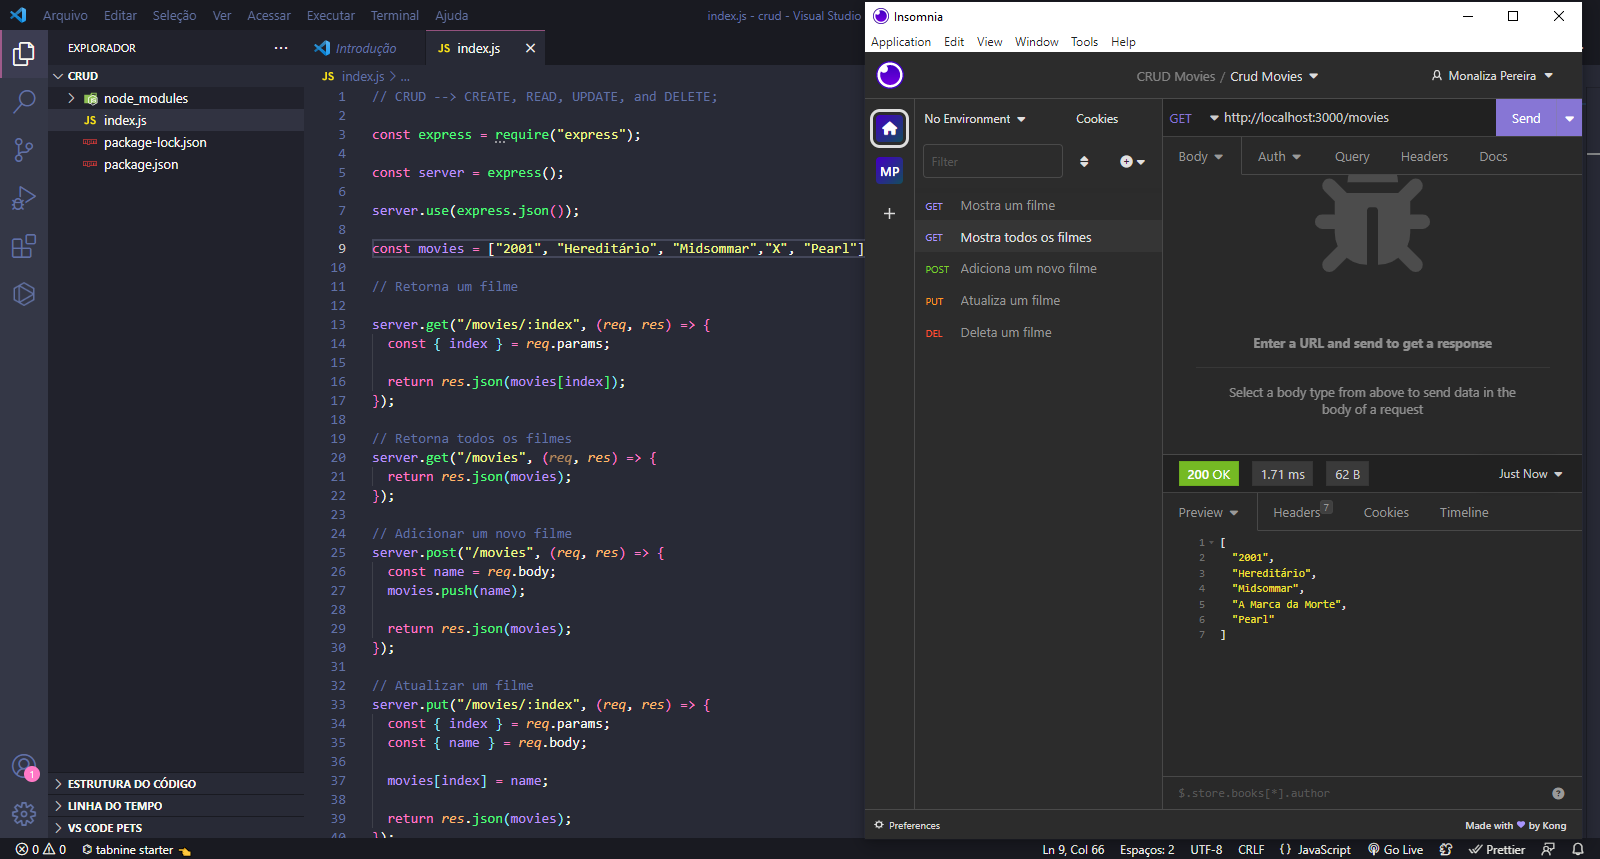 Arquivo Editar Seleção Ver Acessar Executar Terminal Ajuda
index.js - crud - Visual Studio
EXPLORADOR ...
CRUD
node_modules
JS index.js
package-lock.json
package.json
ESTRUTURA DO CÓDIGO
LINHA DO TEMPO
VS CODE PETS
1
Introdução
JS index.js
JS index.js > ...
1 // CRUD --> CREATE, READ, UPDATE, and DELETE;
2
3 const express = require("express");
4
5 const server = express();
6
7 server.use(express.json());
8
9 const movies = ["2001", "Hereditário", "Midsommar","X", "Pearl"]
10
11 // Retorna um filme
12
13 server.get("/movies/:index", (req, res) => {
14 const { index } = req.params;
15
16 return res.json(movies[index]);
17 });
18
19 // Retorna todos os filmes
20 server.get("/movies", (req, res) => {
21 return res.json(movies);
22 });
23
24 // Adicionar um novo filme
25 server.post("/movies", (req, res) => {
26 const name = req.body;
27 movies.push(name);
28
29 return res.json(movies);
30 });
31
32 // Atualizar um filme
33 server.put("/movies/:index", (req, res) => {
34 const { index } = req.params;
35 const { name } = req.body;
36
37 movies[index] = name;
38
39 return res.json(movies);
40 });
Insomnia
Application Edit View Window Tools Help
CRUD Movies / Crud Movies
Monaliza Pereira
MP
No Environment
Cookies
Filter
GET Mostra um filme
GET Mostra todos os filmes
POST Adiciona um novo filme
PUT Atualiza um filme
DEL Deleta um filme
GET http://localhost:3000/movies Send
Body Auth Query Headers Docs
Enter a URL and send to get a response
Select a body type from above to send data in the
body of a request
200 OK 1.71 ms 62 B Just Now
Preview Headers 7 Cookies Timeline
1 [
2 "2001",
3 "Hereditário",
4 "Midsommar",
5 "A Marca da Morte",
6 "Pearl"
7 ]
$.store.books[*].author
Preferences
Made with by Kong
0 0 tabnine starter
Ln 9, Col 66 Espaços: 2 UTF-8 CRLF {} JavaScript Go Live Prettier